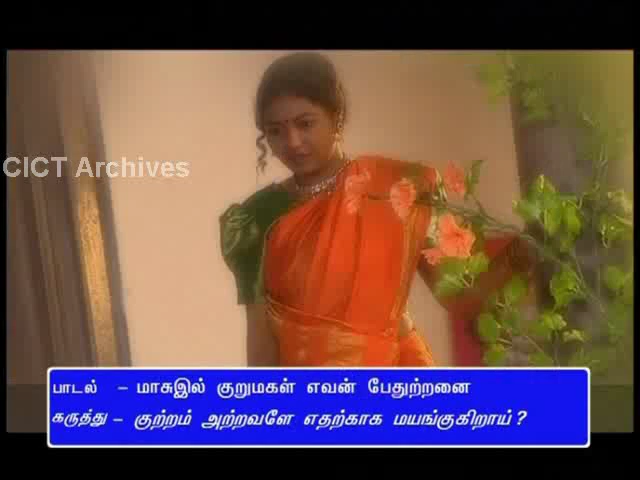 CICT Archives
பாடல் – மாசுஇல் குறுமகள் எவன் பேதுற்றனை
கருத்து – குற்றம் அற்றவளே எதற்காக மயங்குகிறாய்?